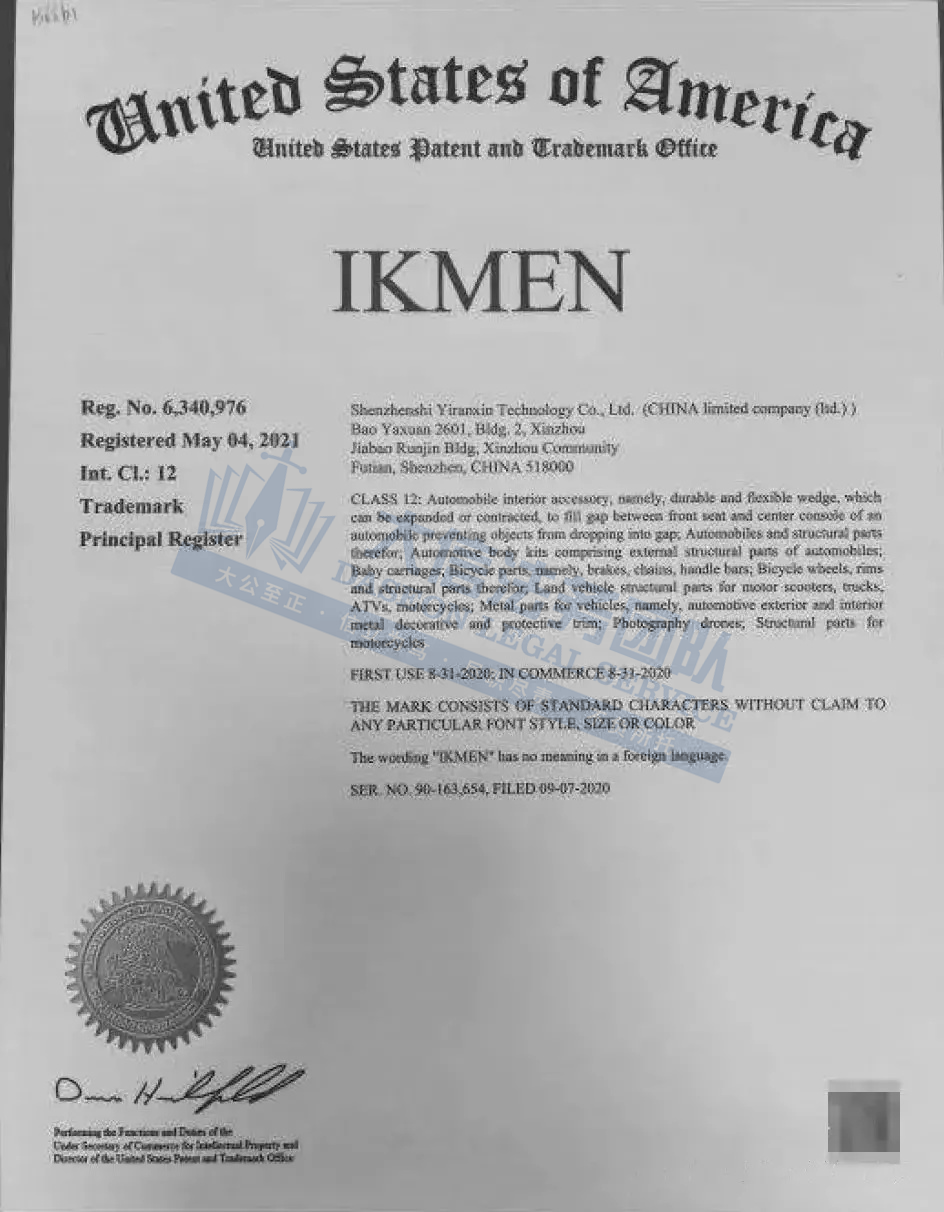 United States of America
United States Patent and Trademark Office
IKMEN
Reg. No. 6,340,976
Registered May 04, 2021
Int. Cl.: 12
Trademark
Principal Register
Shenzhenshi Yiranxin Technology Co., Ltd. (CHINA limited company (ltd.) )
Bao Yaxuan 2601, Bldg. 2, Xinzhou
Jiabao Runjin Bldg, Xinzhou Community
Futian, Shenzhen, CHINA 518000
CLASS 12: Automobile interior accessory, namely, durable and flexible wedge, which
can be expanded or contracted, to fill gap between front seat and center console of an
automobile preventing objects from dropping into gap; Automobiles and structural parts
therefor; Automotive body kits comprising external structural parts of automobiles;
Baby carriages; Bicycle parts, namely, brakes, chains, handle bars; Bicycle wheels, rims
and structural parts therefor; Land vehicle structural parts for motor scooters, trucks,
ATVs, motorcycles; Metal parts for vehicles, namely, automotive exterior and interior
metal decorative and protective trim; Photography drones; Structural parts for
motorcycles
FIRST USE 8-31-2020; IN COMMERCE 8-31-2020
THE MARK CONSISTS OF STANDARD CHARACTERS WITHOUT CLAIM TO
ANY PARTICULAR FONT STYLE, SIZE OR COLOR
The wording "IKMEN" has no meaning in a foreign language
SER. NO. 90-163,654, FILED 09-07-2020
大公至正
LEGAL SERVICE
Performing the Functions and Duties of the
Under Secretary of Commerce for Intellectual Property and
Director of the United States Patent and Trademark Office